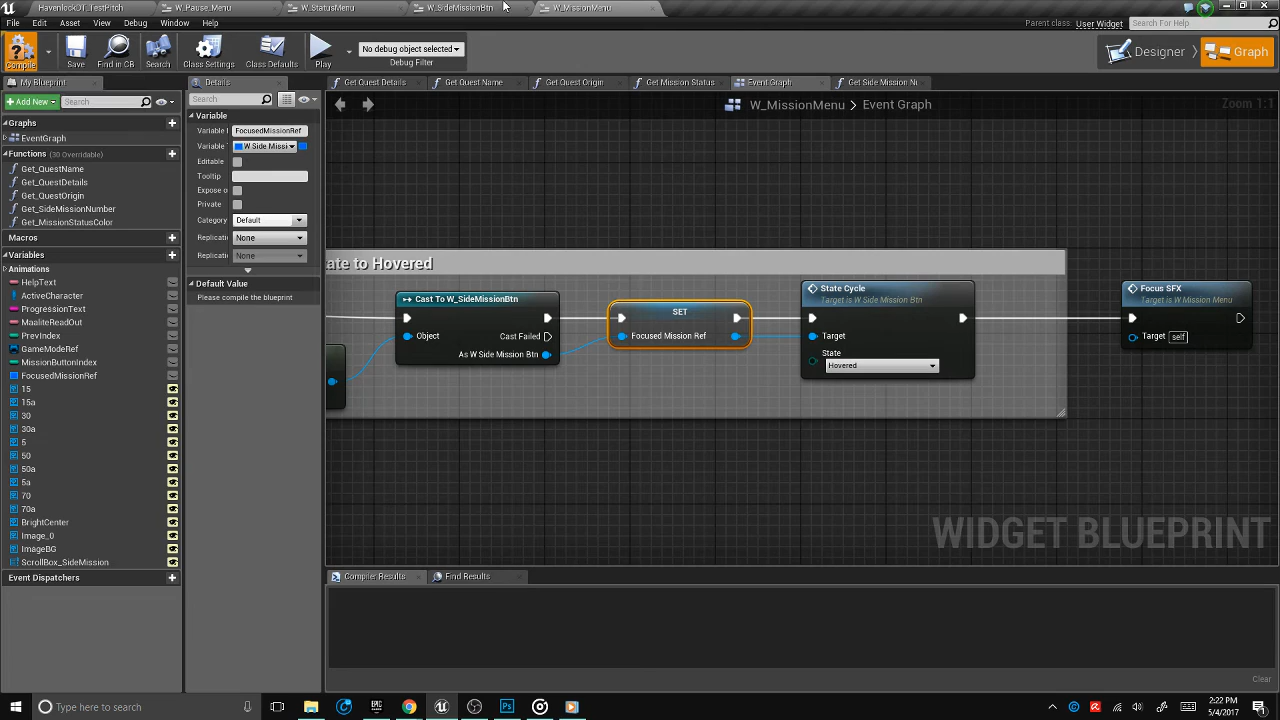 HavenlockDT_TestPitch
W_Pause.Menu
W_StatusMenu
W_SideMissionBtn
W_MissionMenu
File Edit Asset View Debug Window Help
Parent class: User Widget
Search For Help
Compile
Save
Find in CB
Search
Class Settings
Class Defaults
Play
No debug object selected
Debug Filter
Designer
Graph
My Blueprint
Details
Get Quest Details
Get Quest Name
Get Quest Origin
Get Mission Status
Event Graph
Get Side Mission Nu
+Add New
Search
Search
W_MissionMenu > Event Graph
Zoom 1:1
Graphs
EventGraph
Functions (30 Overridable)
Get_QuestName
Get_QuestDetails
Get_QuestOrigin
Get_SideMissionNumber
Get_MissionStatusColor
Macros
Variables
Animations
HelpText
ActiveCharacter
ProgressionText
MaaliteReadOut
PrevIndex
GameModeRef
MissionButtonIndex
FocusedMissionRef
15
15a
30
30a
5
50
50a
5a
70
70a
BrightCenter
Image_0
ImageBG
ScrollBox_SideMission
Event Dispatchers
Variable
Variable FocusedMissionRef
Variable W Side Missi
Editable
Tooltip
Expose o
Private
Category Default
Replicati None
Replicati None
Default Value
Please compile the blueprint
ate to Hovered
Cast To W_SideMissionBtn
Object
Cast Failed
As W Side Mission Btn
SET
Focused Mission Ref
State Cycle
Target is W Side Mission Btn
Target
State
Hovered
Focus SFX
Target is W Mission Menu
Target self
WIDGET BLUEPRINT
Compiler Results
Find Results
Clear
Type here to search
2:22 PM
5/4/2017